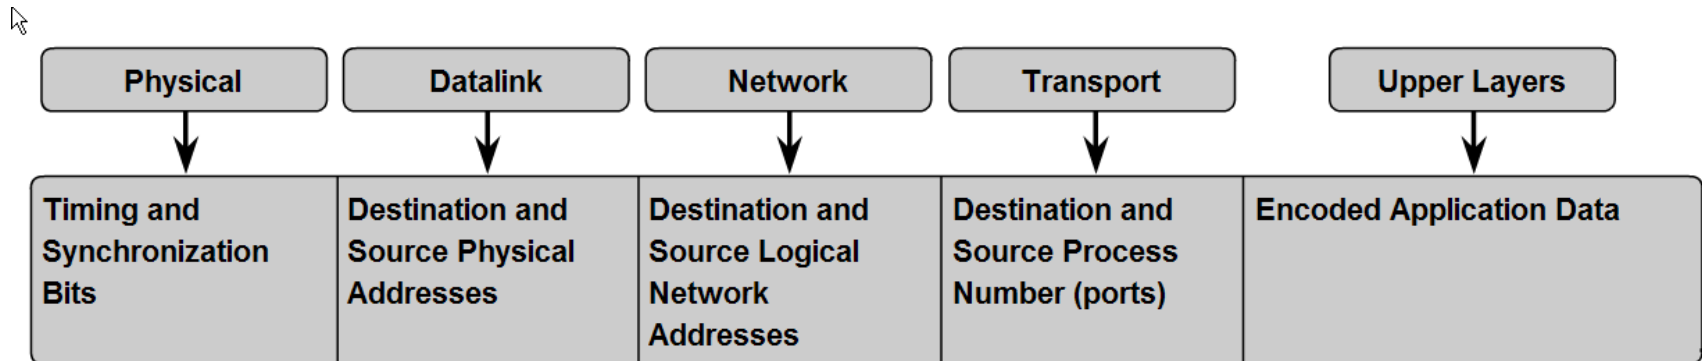 Physical
Datalink
Network
Transport
Upper Layers
Timing and
Synchronization
Bits
Destination and
Source Physical
Addresses
Destination and
Source Logical
Network
Addresses
Destination and
Source Process
Number (ports)
Encoded Application Data